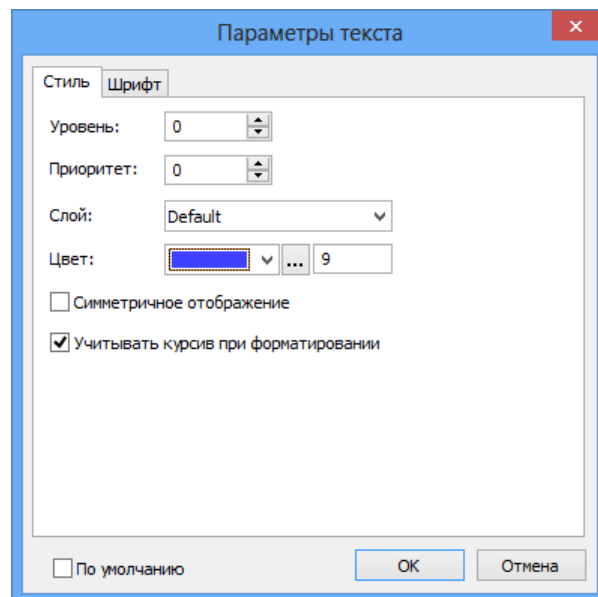 Параметры текста
Стиль Шрифт
Уровень: 0
Приоритет: 0
Слой: Default
Цвет: ... 9
Симметричное отображение
Учитывать курсив при форматировании
По умолчанию OK Отмена